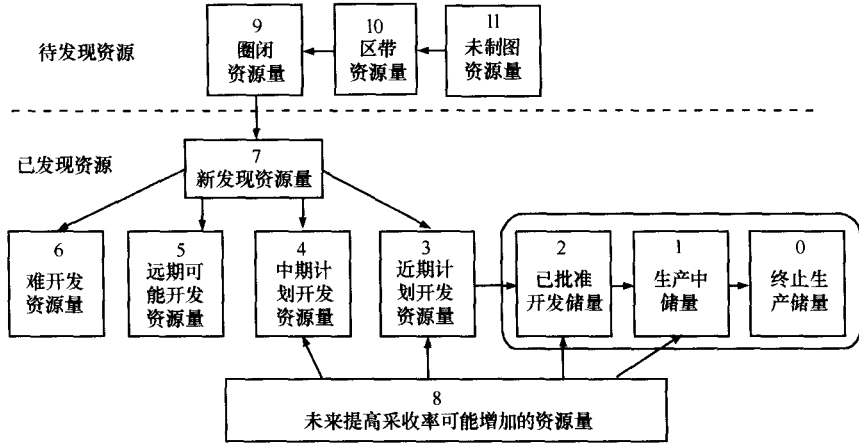 待发现资源
9
圈闭
资源量
10
区带
资源量
11
未制图
资源量
已发现资源
7
新发现资源量
6
难开发
资源量
5
远期可
能开发
资源量
4
中期计
划开发
资源量
3
近期计
划开发
资源量
2
已批准
开发储量
1
生产中
储量
0
终止生
产储量
8
未来提高采收率可能增加的资源量